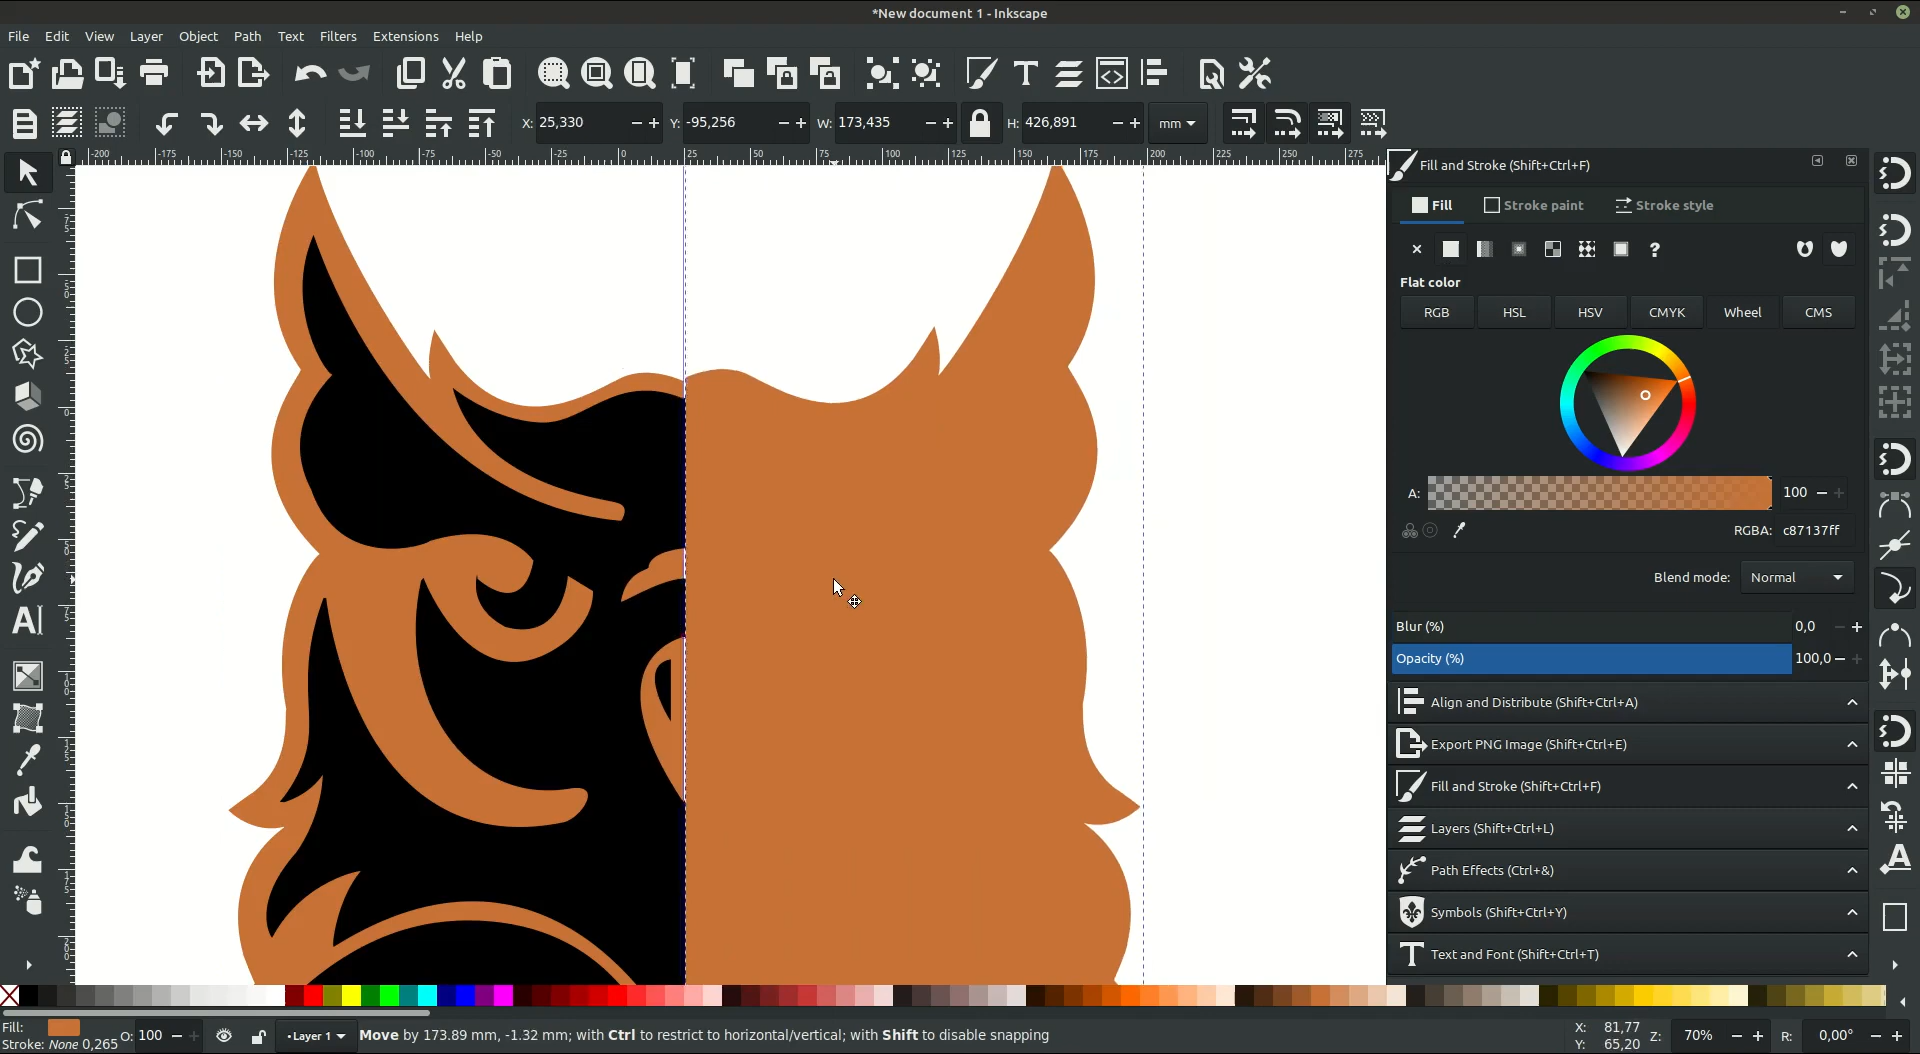 *New document 1 - Inkscape
File Edit View Layer Object Path Text Filters Extensions Help
X: 25,330 Y: -95,256 W: 173,435 H: 426,891 mm
-200 -175 -150 -125 -100 -75 -50 -25 0 25 50 75 100 125 150 175 200 225 250 275
Fill and Stroke (Shift+Ctrl+F)
Fill Stroke paint Stroke style
?
Flat color
RGB HSL HSV CMYK Wheel CMS
A: 100
RGBA: c87137ff
Blend mode: Normal
Blur (%) 0,0
Opacity (%) 100,0
Align and Distribute (Shift+Ctrl+A)
Export PNG Image (Shift+Ctrl+E)
Fill and Stroke (Shift+Ctrl+F)
Layers (Shift+Ctrl+L)
Path Effects (Ctrl+&)
Symbols (Shift+Ctrl+Y)
Text and Font (Shift+Ctrl+T)
Fill:
Stroke: None 0,265
O: 100
•Layer 1
Move by 173.89 mm, -1.32 mm; with Ctrl to restrict to horizontal/vertical; with Shift to disable snapping
X: 81,77
Y: 65,20
Z: 70%
R: 0,00°